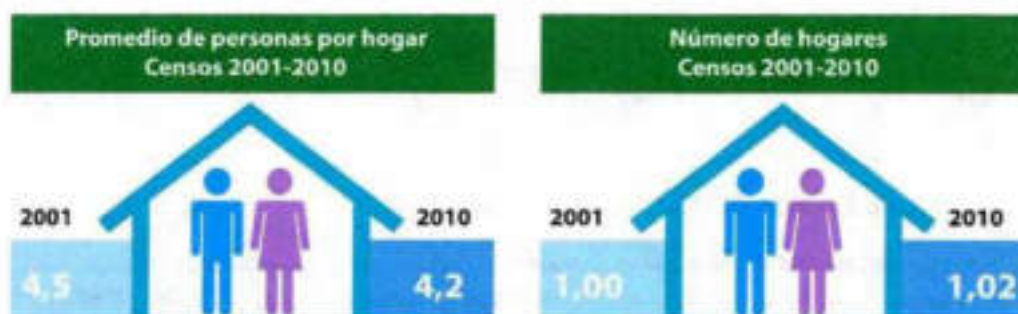 Promedio de personas por hogar
Censos 2001-2010
2001
2010
4,5
4,2
Número de hogares
Censos 2001-2010
2001
2010
1,00
1,02